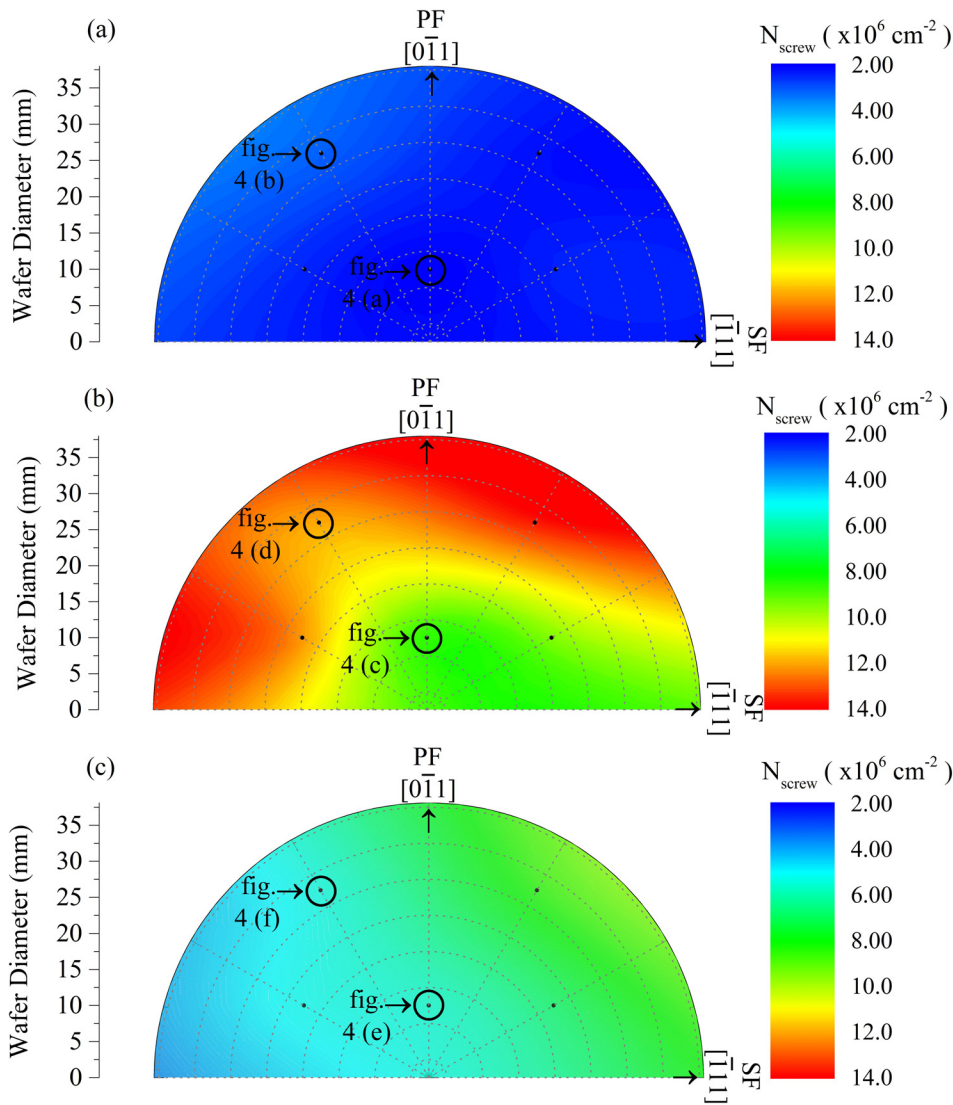 (a)
PF
[01̅1]
N_screw ( x10⁶ cm⁻²)
Wafer Diameter (mm)
35
30
25
20
15
10
5
0
fig.
4 (b)
fig.
4 (a)
[1̅11]
SF
2.00
4.00
6.00
8.00
10.0
12.0
14.0
(b)
PF
[01̅1]
N_screw ( x10⁶ cm⁻²)
Wafer Diameter (mm)
35
30
25
20
15
10
5
0
fig.
4 (d)
fig.
4 (c)
[1̅11]
SF
2.00
4.00
6.00
8.00
10.0
12.0
14.0
(c)
PF
[01̅1]
N_screw ( x10⁶ cm⁻²)
Wafer Diameter (mm)
35
30
25
20
15
10
5
0
fig.
4 (f)
fig.
4 (e)
[1̅11]
SF
2.00
4.00
6.00
8.00
10.0
12.0
14.0